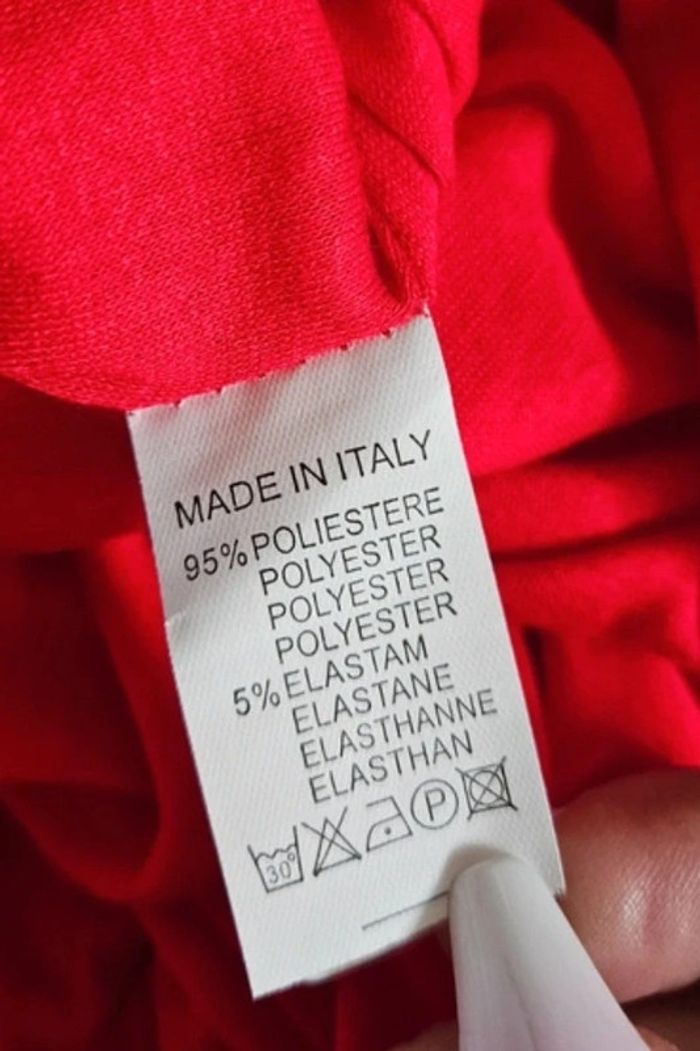 MADE IN ITALY
95% POLIESTERE
POLYESTER
POLYESTER
POLYESTER
5% ELASTAM
ELASTANE
ELASTHANNE
ELASTHAN
30° P